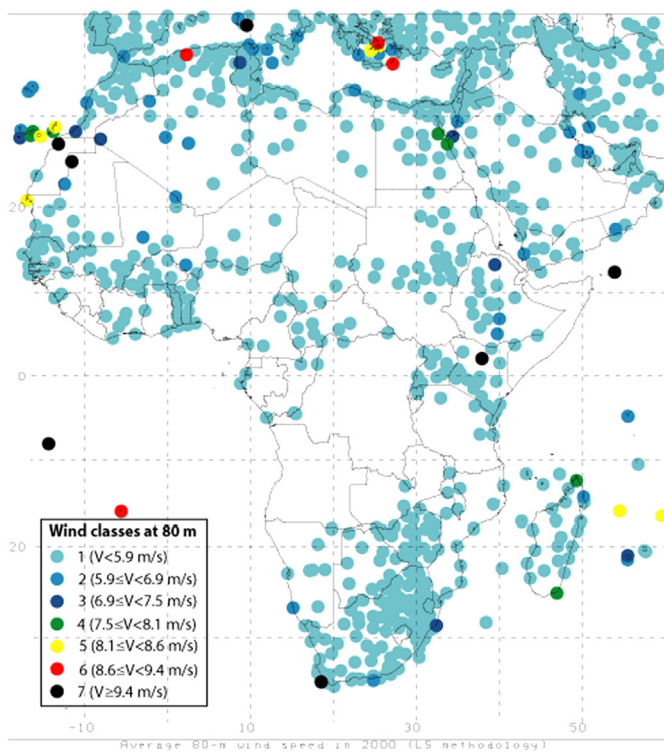 20
0
20
Wind classes at 80 m
1 (V<5.9 m/s)
2 (5.9≤V<6.9 m/s)
3 (6.9≤V<7.5 m/s)
4 (7.5≤V<8.1 m/s)
5 (8.1≤V<8.6 m/s)
6 (8.6≤V<9.4 m/s)
7 (V≥9.4 m/s)
-10 10 30 50
Average 80-m wind speed in 2000 (LS methodology)